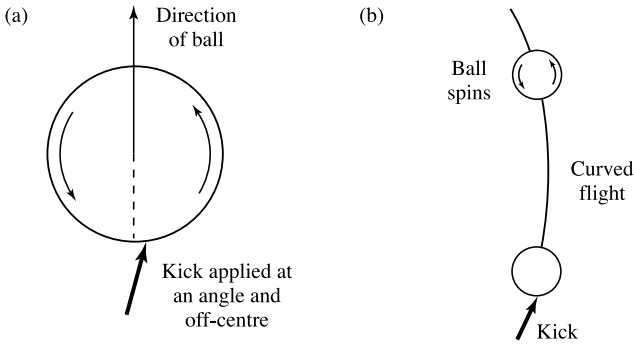 (a)
Direction
of ball
Kick applied at
an angle and
off-centre
(b)
Ball
spins
Curved
flight
Kick